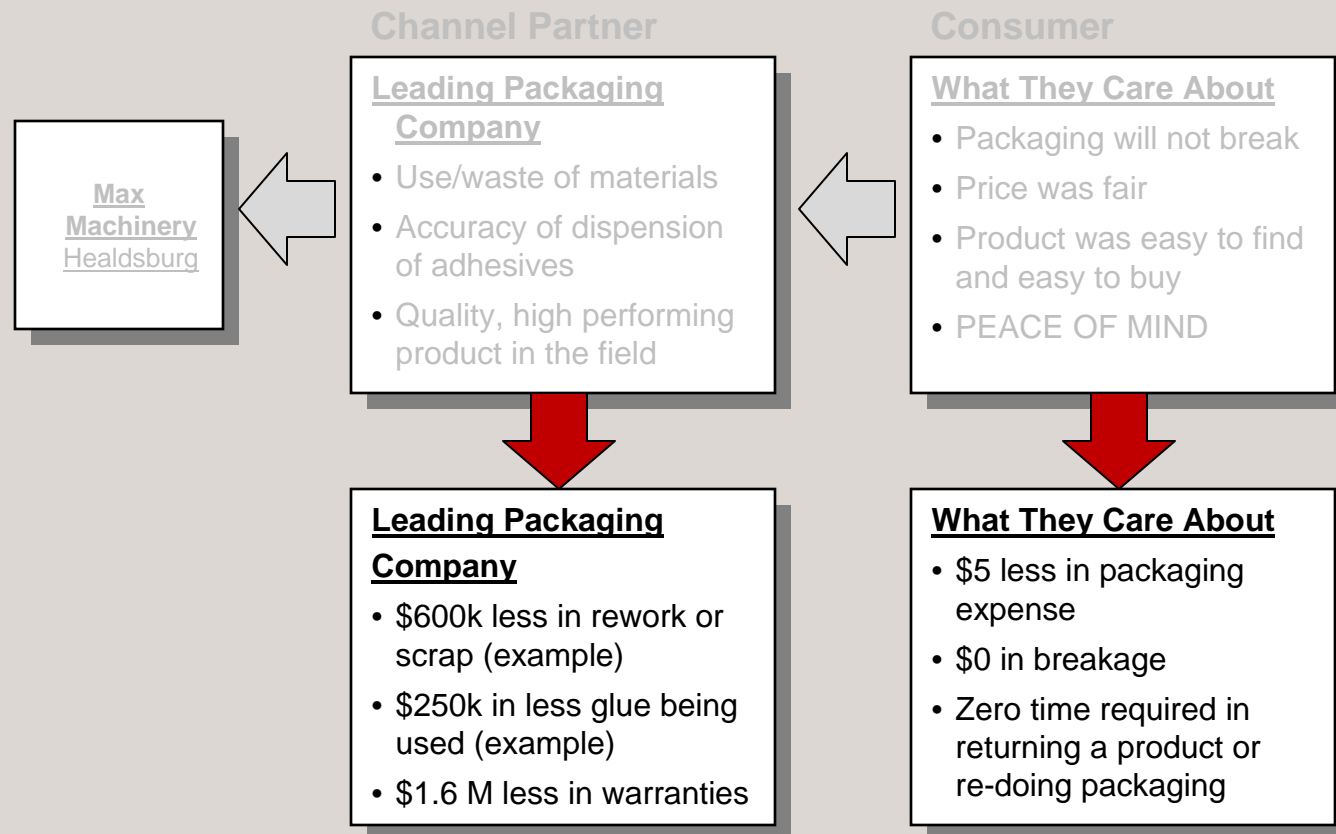 Channel Partner
Consumer
Max
Machinery
Healdsburg
Leading Packaging
Company
• Use/waste of materials
• Accuracy of dispension
of adhesives
• Quality, high performing
product in the field
What They Care About
• Packaging will not break
• Price was fair
• Product was easy to find
and easy to buy
• PEACE OF MIND
Leading Packaging
Company
• $600k less in rework or
scrap (example)
• $250k in less glue being
used (example)
• $1.6 M less in warranties
What They Care About
• $5 less in packaging
expense
• $0 in breakage
• Zero time required in
returning a product or
re-doing packaging